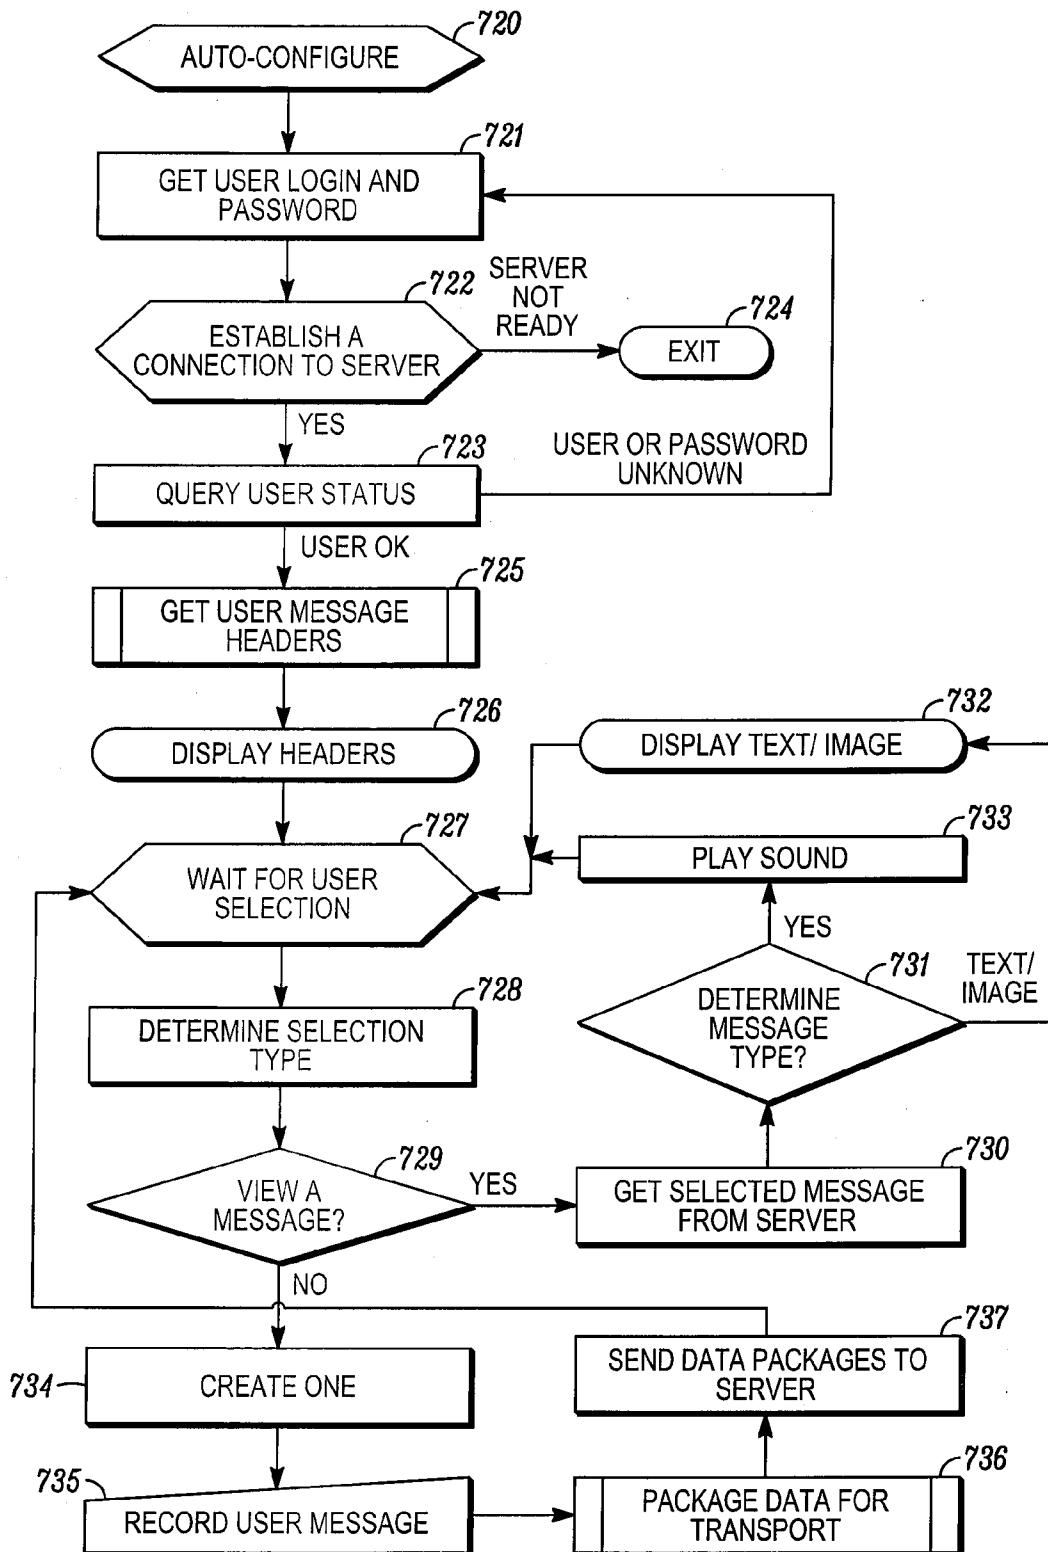 720
AUTO-CONFIGURE
721
GET USER LOGIN AND
PASSWORD
722
ESTABLISH A
CONNECTION TO SERVER
SERVER
NOT
READY
724
EXIT
YES
723
QUERY USER STATUS
USER OR PASSWORD
UNKNOWN
USER OK
725
GET USER MESSAGE
HEADERS
726
DISPLAY HEADERS
732
DISPLAY TEXT/ IMAGE
727
WAIT FOR USER
SELECTION
733
PLAY SOUND
YES
728
DETERMINE SELECTION
TYPE
731
DETERMINE
MESSAGE
TYPE?
TEXT/
IMAGE
729
VIEW A
MESSAGE?
YES
730
GET SELECTED MESSAGE
FROM SERVER
NO
734
CREATE ONE
737
SEND DATA PACKAGES TO
SERVER
735
RECORD USER MESSAGE
736
PACKAGE DATA FOR
TRANSPORT